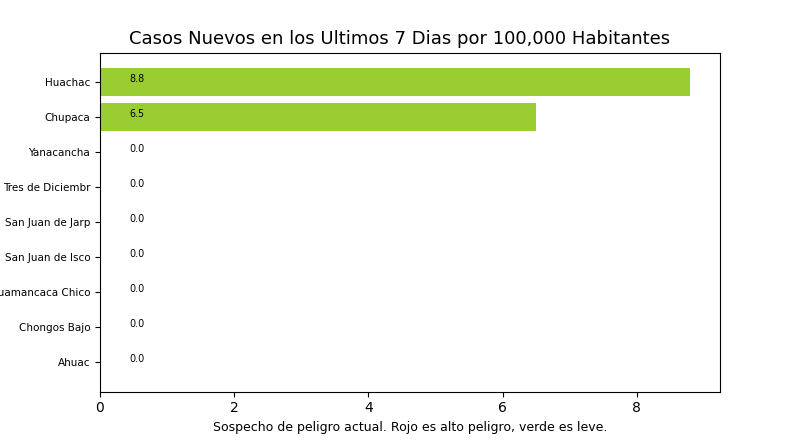 Casos Nuevos en los Ultimos 7 Dias por 100,000 Habitantes
Huachac 8.8
Chupaca 6.5
Yanacancha 0.0
Tres de Diciembr 0.0
San Juan de Jarp 0.0
San Juan de Isco 0.0
uamancaca Chico 0.0
Chongos Bajo 0.0
Ahuac 0.0
0 2 4 6 8
Sospecho de peligro actual. Rojo es alto peligro, verde es leve.